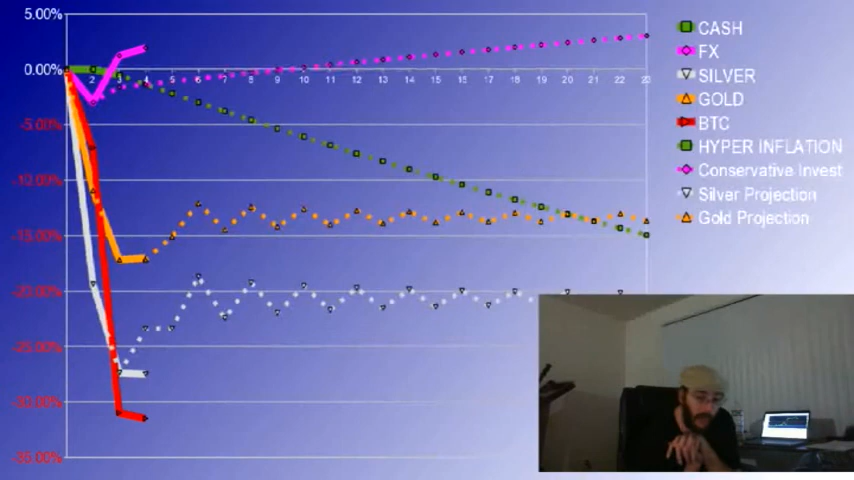 5.00%
0.00%
-5.00%
-10.00%
-15.00%
-20.00%
-25.00%
-30.00%
-35.00%
2 3 4 5 6 7 8 9 10 11 12 13 14 15 16 17 18 19 20 21 22 23
CASH
FX
SILVER
GOLD
BTC
HYPER INFLATION
Conservative Invest
Silver Projection
Gold Projection